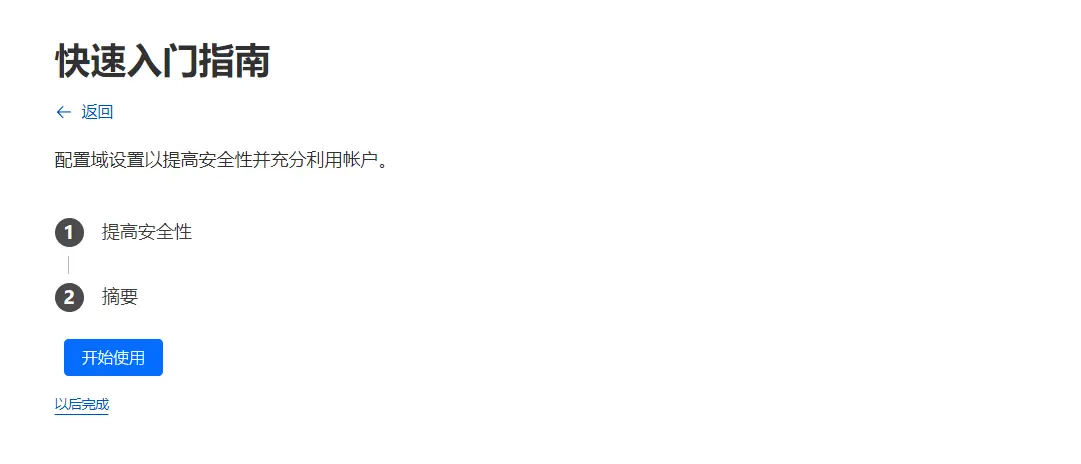 快速入门指南
← 返回
配置域设置以提高安全性并充分利用帐户。
1 提高安全性
2 摘要
开始使用
以后完成